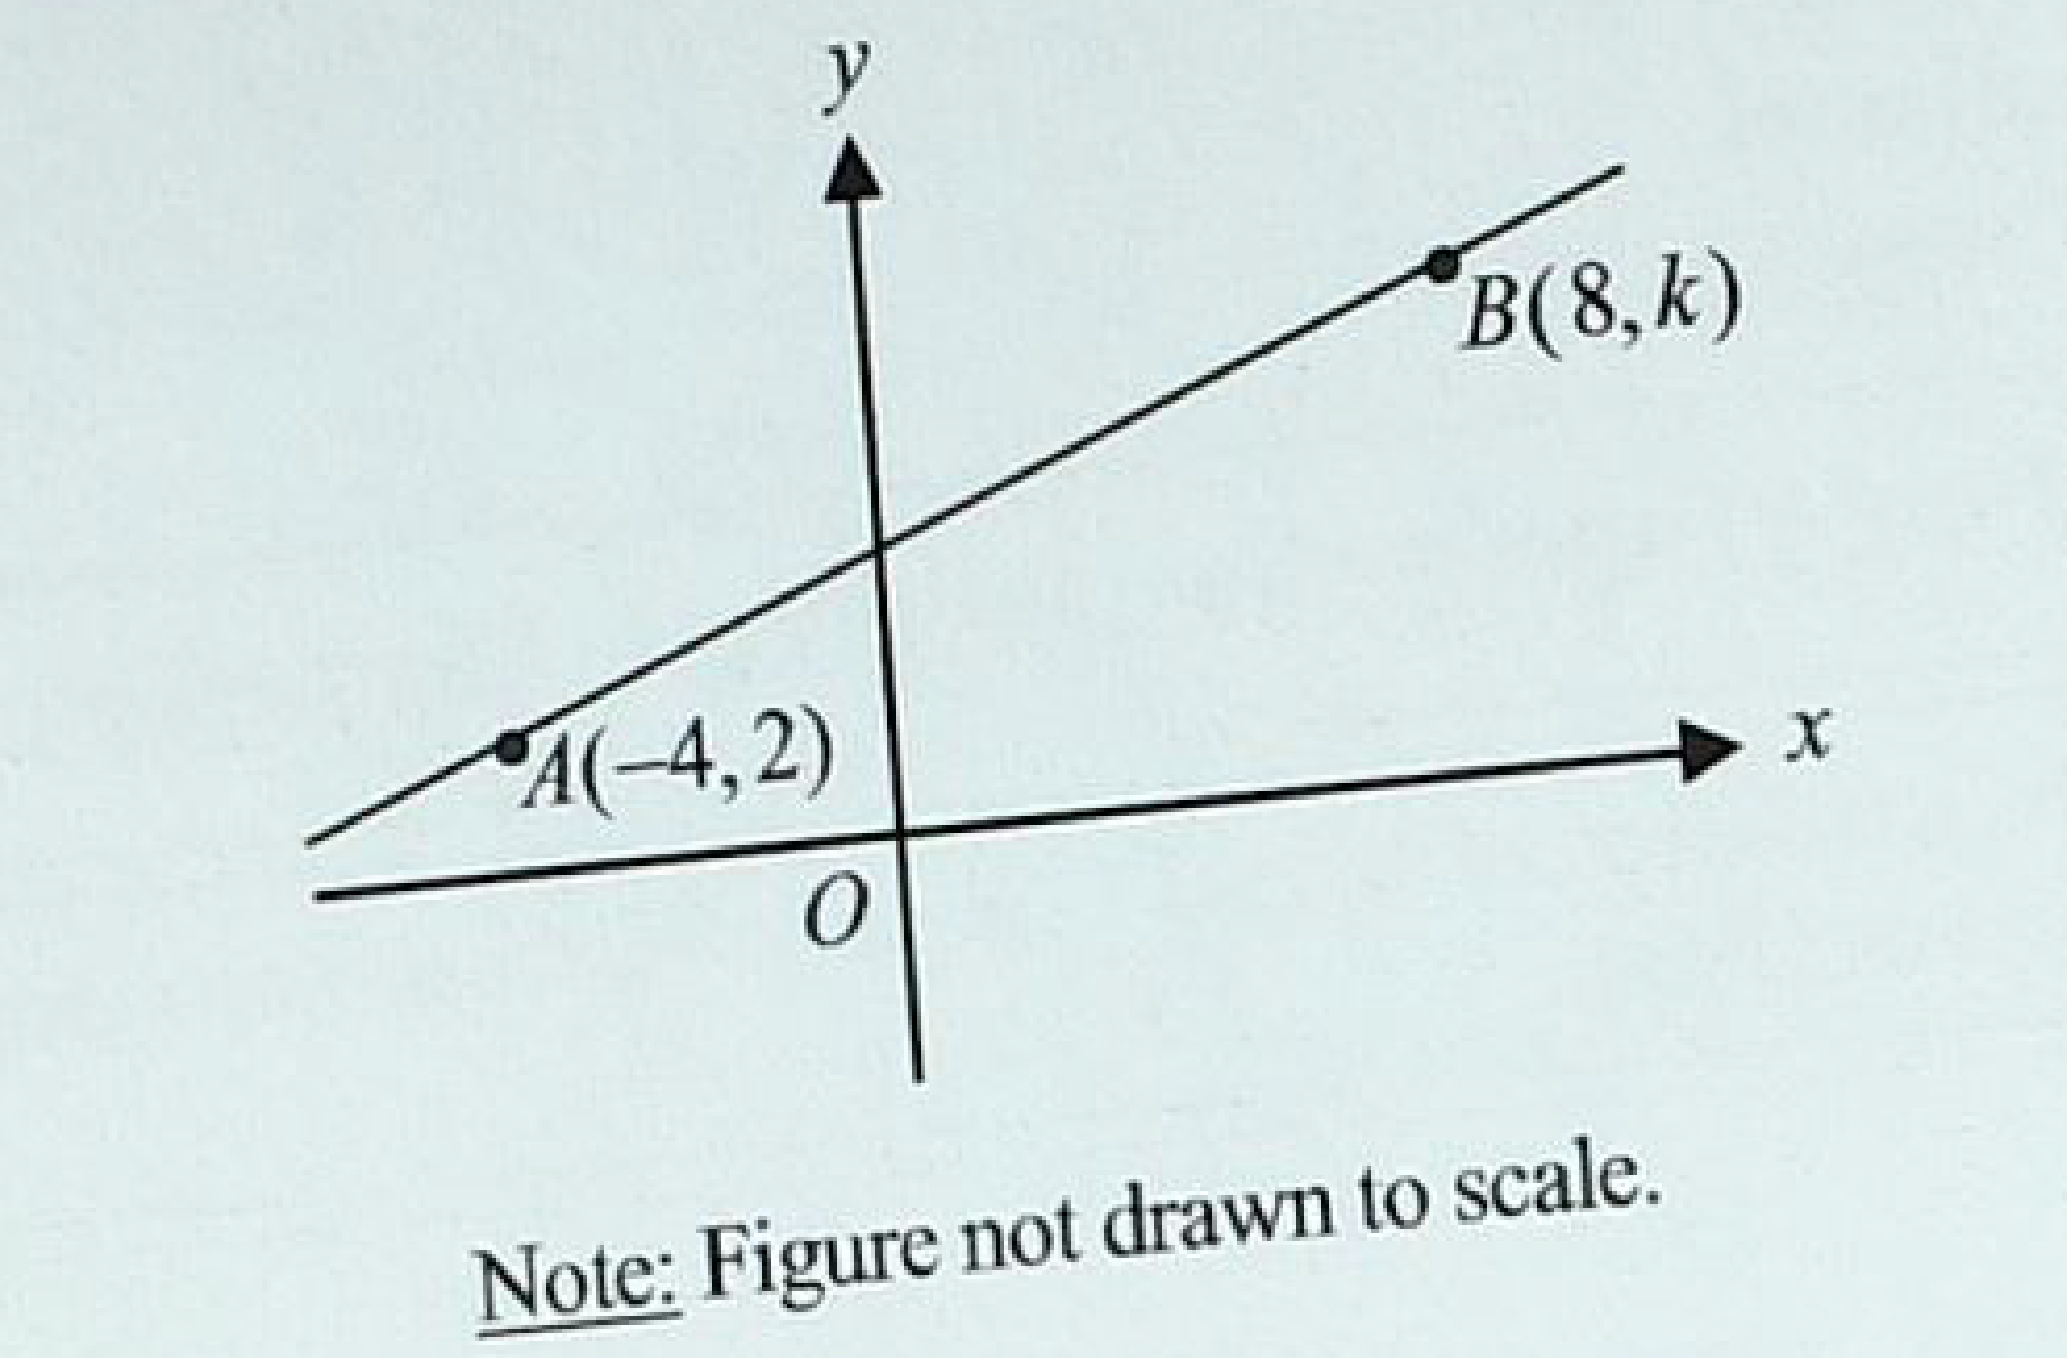 y
B(8, k)
A(–4, 2)
x
O
Note: Figure not drawn to scale.